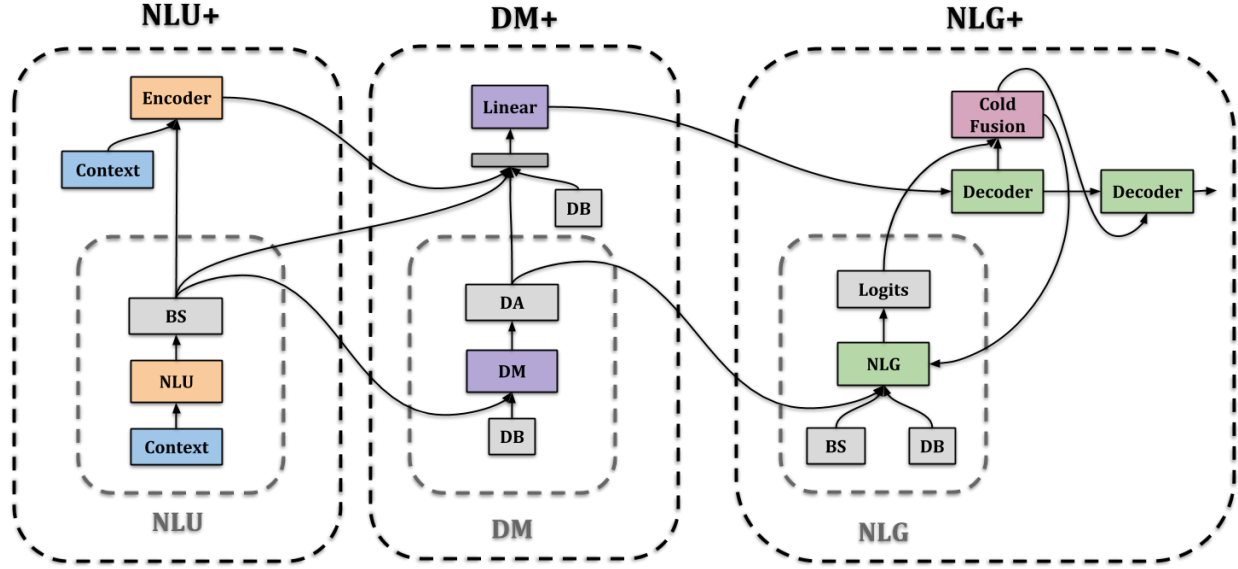 NLU+
DM+
NLG+
Encoder
Context
BS
NLU
Context
NLU
Linear
DB
DA
DM
DB
DM
Cold
Fusion
Decoder
Decoder
Logits
NLG
BS
DB
NLG